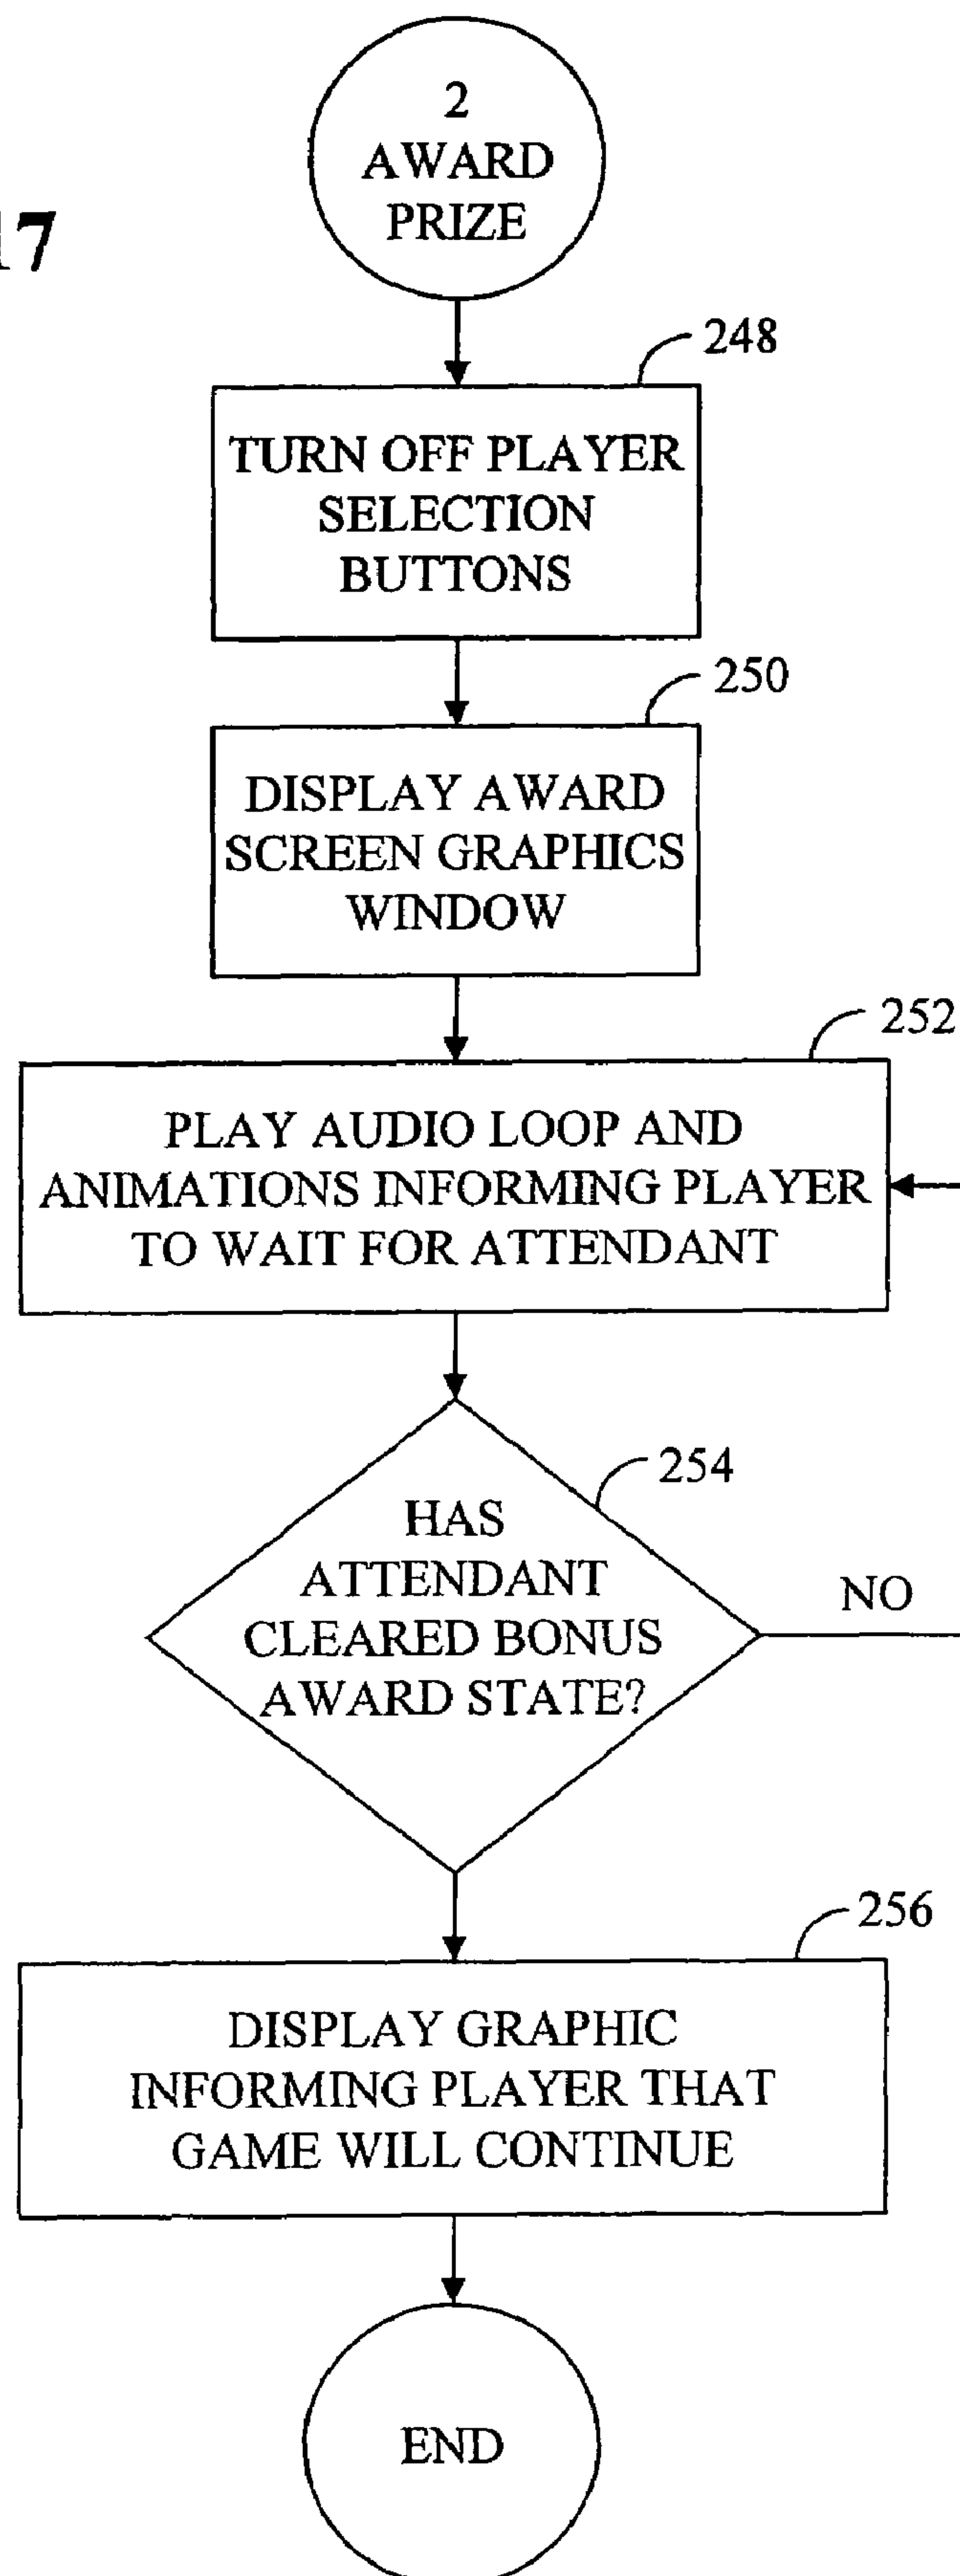 2
AWARD
PRIZE
17
248
TURN OFF PLAYER
SELECTION
BUTTONS
250
DISPLAY AWARD
SCREEN GRAPHICS
WINDOW
252
PLAY AUDIO LOOP AND
ANIMATIONS INFORMING PLAYER
TO WAIT FOR ATTENDANT
254
HAS
ATTENDANT
CLEARED BONUS
AWARD STATE?
NO
256
DISPLAY GRAPHIC
INFORMING PLAYER THAT
GAME WILL CONTINUE
END